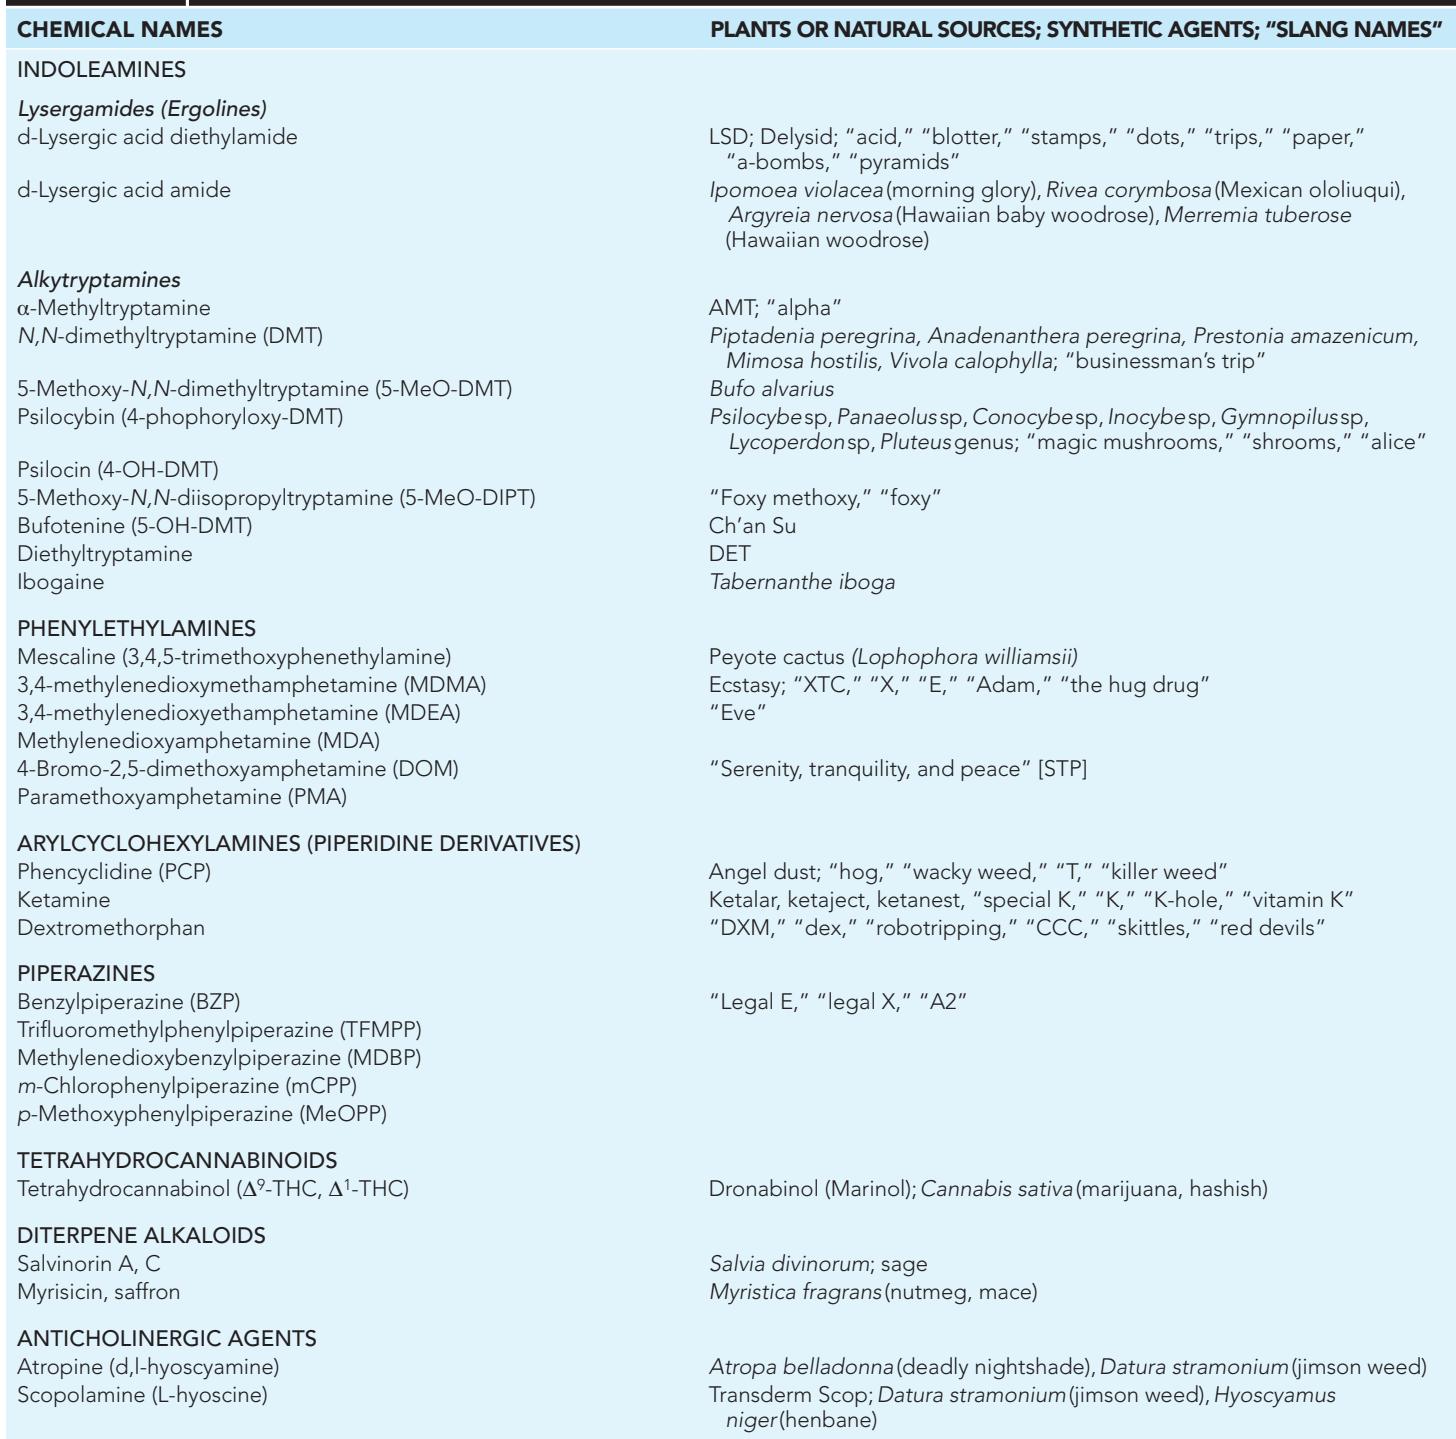 CHEMICAL NAMES PLANTS OR NATURAL SOURCES; SYNTHETIC AGENTS; “SLANG NAMES”
INDOLEAMINES
Lysergamides (Ergolines)
d-Lysergic acid diethylamide LSD; Delysid; “acid,” “blotter,” “stamps,” “dots,” “trips,” “paper,”
“a-bombs,” “pyramids”
d-Lysergic acid amide Ipomoea violacea (morning glory), Rivea corymbosa (Mexican ololiuqui),
Argyreia nervosa (Hawaiian baby woodrose), Merremia tuberose
(Hawaiian woodrose)
Alkytryptamines
α-Methyltryptamine AMT; “alpha”
N,N-dimethyltryptamine (DMT) Piptadenia peregrina, Anadenanthera peregrina, Prestonia amazenicum,
Mimosa hostilis, Vivola calophylla; “businessman’s trip”
5-Methoxy-N,N-dimethyltryptamine (5-MeO-DMT) Bufo alvarius
Psilocybin (4-phophoryloxy-DMT) Psilocybe sp, Panaeolus sp, Conocybe sp, Inocybe sp, Gymnopilus sp,
Lycoperdon sp, Pluteus genus; “magic mushrooms,” “shrooms,” “alice”
Psilocin (4-OH-DMT)
5-Methoxy-N,N-diisopropyltryptamine (5-MeO-DIPT) “Foxy methoxy,” “foxy”
Bufotenine (5-OH-DMT) Ch’an Su
Diethyltryptamine DET
Ibogaine Tabernanthe iboga
PHENYLETHYLAMINES
Mescaline (3,4,5-trimethoxyphenethylamine) Peyote cactus (Lophophora williamsii)
3,4-methylenedioxymethamphetamine (MDMA) Ecstasy; “XTC,” “X,” “E,” “Adam,” “the hug drug”
3,4-methylenedioxyethamphetamine (MDEA) “Eve”
Methylenedioxyamphetamine (MDA)
4-Bromo-2,5-dimethoxyamphetamine (DOM) “Serenity, tranquility, and peace” [STP]
Paramethoxyamphetamine (PMA)
ARYLCYCLOHEXYLAMINES (PIPERIDINE DERIVATIVES)
Phencyclidine (PCP) Angel dust; “hog,” “wacky weed,” “T,” “killer weed”
Ketamine Ketalar, ketaject, ketanest, “special K,” “K,” “K-hole,” “vitamin K”
Dextromethorphan “DXM,” “dex,” “robotripping,” “CCC,” “skittles,” “red devils”
PIPERAZINES
Benzylpiperazine (BZP) “Legal E,” “legal X,” “A2”
Trifluoromethylphenylpiperazine (TFMPP)
Methylenedioxybenzylpiperazine (MDBP)
m-Chlorophenylpiperazine (mCPP)
p-Methoxyphenylpiperazine (MeOPP)
TETRAHYDROCANNABINOIDS
Tetrahydrocannabinol (Δ⁹-THC, Δ¹-THC) Dronabinol (Marinol); Cannabis sativa (marijuana, hashish)
DITERPENE ALKALOIDS
Salvinorin A, C Salvia divinorum; sage
Myrisicin, saffron Myristica fragrans (nutmeg, mace)
ANTICHOLINERGIC AGENTS
Atropine (d,l-hyoscyamine) Atropa belladonna (deadly nightshade), Datura stramonium (jimson weed)
Scopolamine (L-hyoscine) Transderm Scop; Datura stramonium (jimson weed), Hyoscyamus
niger (henbane)